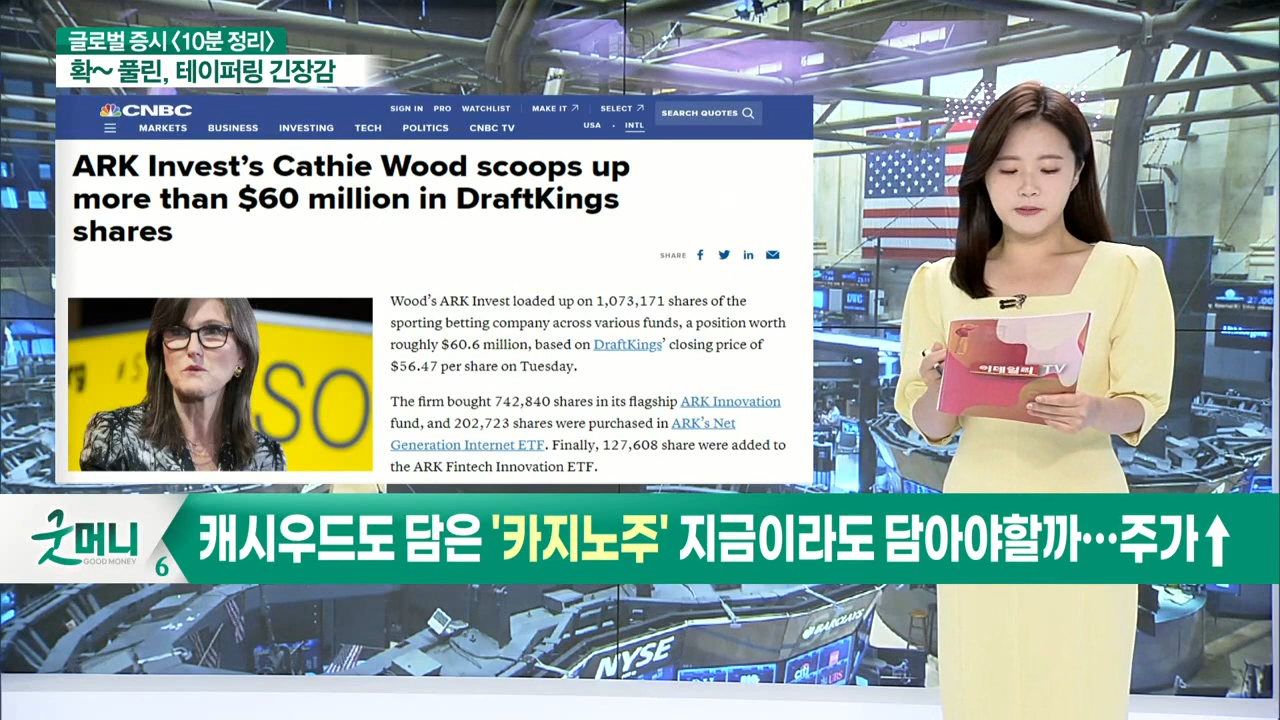 글로벌 증시 <10분 정리>
확~ 풀린, 테이퍼링 긴장감
CNBC
SIGN IN PRO WATCHLIST MAKE IT SELECT SEARCH QUOTES
MARKETS BUSINESS INVESTING TECH POLITICS CNBC TV USA · INTL
ARK Invest's Cathie Wood scoops up
more than $60 million in DraftKings
shares
SHARE
Wood's ARK Invest loaded up on 1,073,171 shares of the
sporting betting company across various funds, a position worth
roughly $60.6 million, based on DraftKings' closing price of
$56.47 per share on Tuesday.
The firm bought 742,840 shares in its flagship ARK Innovation
fund, and 202,723 shares were purchased in ARK's Net
Generation Internet ETF. Finally, 127,608 share were added to
the ARK Fintech Innovation ETF.
SO
이데일리 TV
굿머니
GOOD MONEY
6
캐시우드도 담은 '카지노주' 지금이라도 담아야할까…주가↑
NYSE
BARCLAYS
citi
UBS